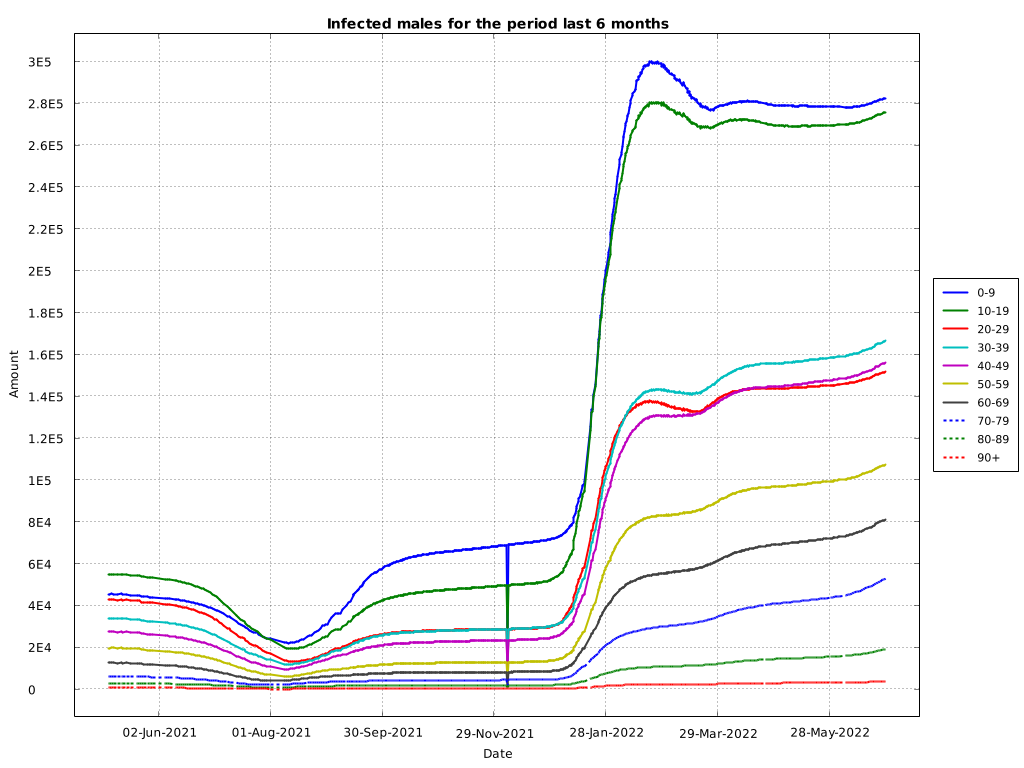 Infected males for the period last 6 months
3E5
2.8E5
2.6E5
2.4E5
2.2E5
2E5
1.8E5
1.6E5
1.4E5
1.2E5
1E5
8E4
6E4
4E4
2E4
0
Amount
02-Jun-2021
01-Aug-2021
30-Sep-2021
29-Nov-2021
28-Jan-2022
29-Mar-2022
28-May-2022
Date
0-9
10-19
20-29
30-39
40-49
50-59
60-69
70-79
80-89
90+